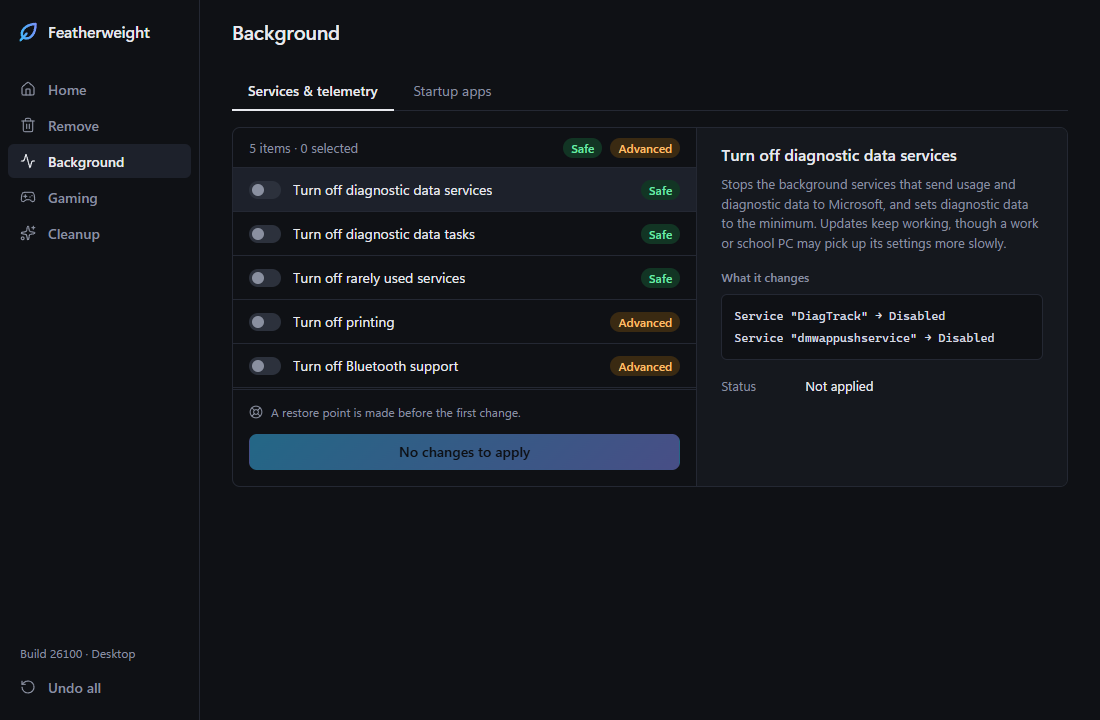 Featherweight
Home
Remove
Background
Gaming
Cleanup
Build 26100 · Desktop
Undo all
Background
Services & telemetry
Startup apps
5 items · 0 selected
Safe
Advanced
Turn off diagnostic data services
Safe
Turn off diagnostic data tasks
Safe
Turn off rarely used services
Safe
Turn off printing
Advanced
Turn off Bluetooth support
Advanced
A restore point is made before the first change.
No changes to apply
Turn off diagnostic data services
Stops the background services that send usage and
diagnostic data to Microsoft, and sets diagnostic data
to the minimum. Updates keep working, though a work
or school PC may pick up its settings more slowly.
What it changes
Service "DiagTrack" → Disabled
Service "dmwappushservice" → Disabled
Status
Not applied